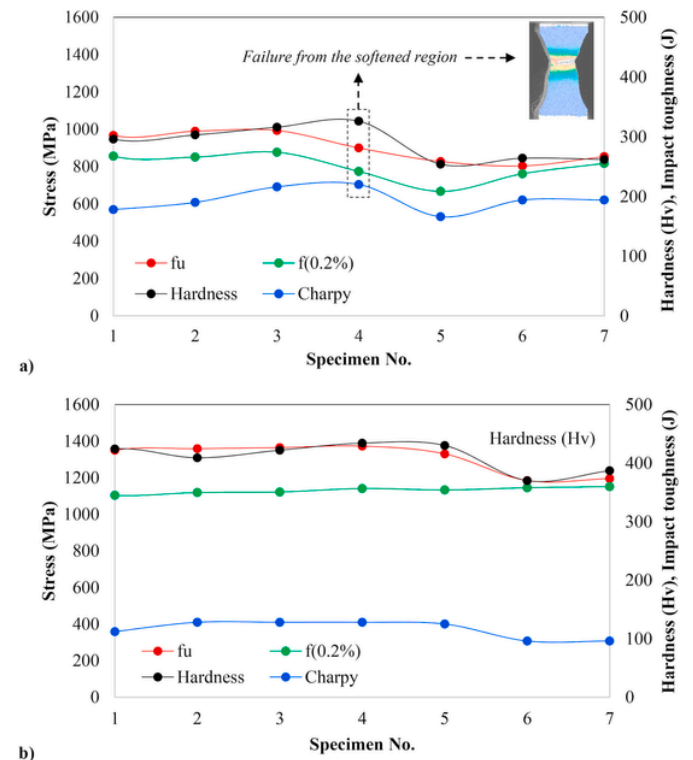 1600
1400
1200
1000
800
600
400
200
0
Stress (MPa)
Failure from the softened region
500
400
300
200
100
0
Hardness (Hv), Impact toughness (J)
fu
f(0.2%)
Hardness
Charpy
1 2 3 4 5 6 7
Specimen No.
a)
1600
1400
1200
1000
800
600
400
200
0
Stress (MPa)
Hardness (Hv)
500
400
300
200
100
0
Hardness (Hv), Impact toughness (J)
fu
f(0.2%)
Hardness
Charpy
1 2 3 4 5 6 7
Specimen No.
b)